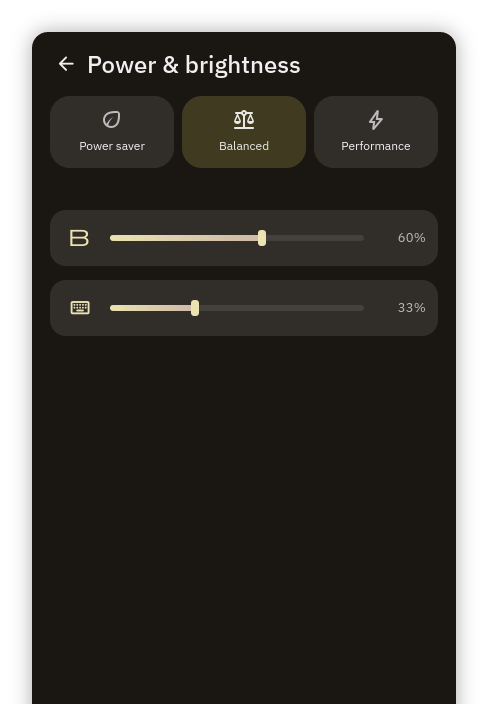 Power & brightness
Power saver
Balanced
Performance
B
60%
33%